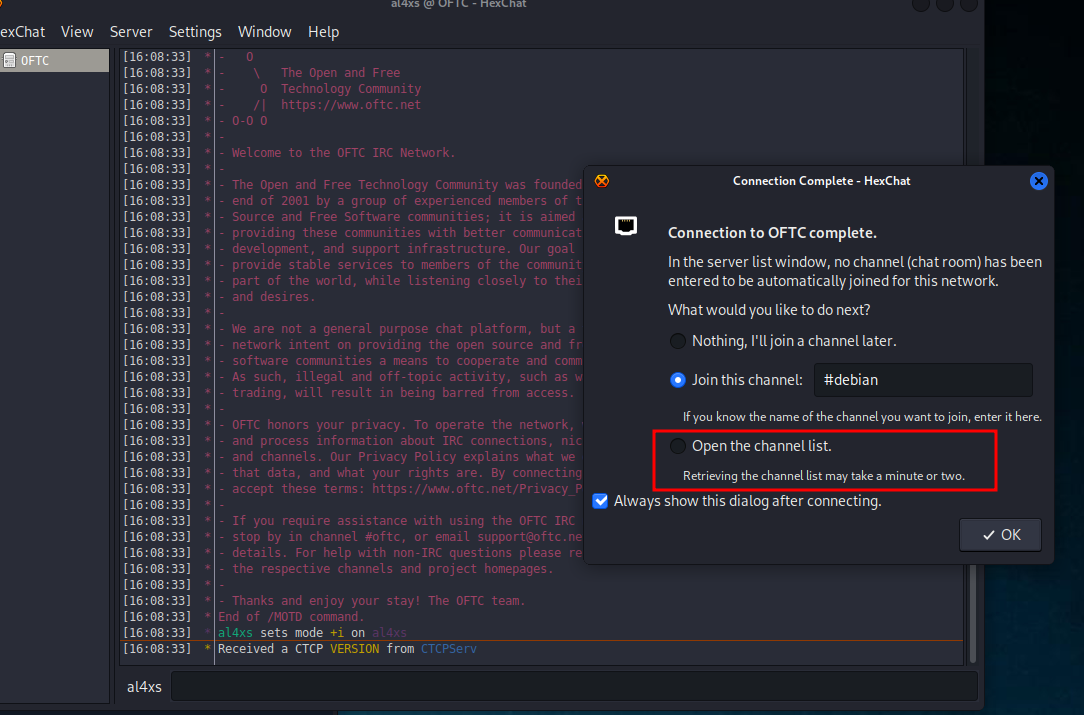 al4xs @ OFTC - HexChat
exChat View Server Settings Window Help
OFTC
[16:08:33] * - O
[16:08:33] * - \ The Open and Free
[16:08:33] * - O Technology Community
[16:08:33] * - /| https://www.oftc.net
[16:08:33] * - O-O O
[16:08:33] * -
[16:08:33] * - Welcome to the OFTC IRC Network.
[16:08:33] * -
[16:08:33] * - The Open and Free Technology Community was founded
[16:08:33] * - end of 2001 by a group of experienced members of t
[16:08:33] * - Source and Free Software communities; it is aimed
[16:08:33] * - providing these communities with better communicat
[16:08:33] * - development, and support infrastructure. Our goal
[16:08:33] * - provide stable services to members of the communit
[16:08:33] * - part of the world, while listening closely to thei
[16:08:33] * - and desires.
[16:08:33] * -
[16:08:33] * - We are not a general purpose chat platform, but a
[16:08:33] * - network intent on providing the open source and fr
[16:08:33] * - software communities a means to cooperate and comm
[16:08:33] * - As such, illegal and off-topic activity, such as w
[16:08:33] * - trading, will result in being barred from access.
[16:08:33] * -
[16:08:33] * - OFTC honors your privacy. To operate the network,
[16:08:33] * - and process information about IRC connections, nic
[16:08:33] * - and channels. Our Privacy Policy explains what we
[16:08:33] * - that data, and what your rights are. By connecting
[16:08:33] * - accept these terms: https://www.oftc.net/Privacy_P
[16:08:33] * -
[16:08:33] * - If you require assistance with using the OFTC IRC
[16:08:33] * - stop by in channel #oftc, or email support@oftc.ne
[16:08:33] * - details. For help with non-IRC questions please re
[16:08:33] * - the respective channels and project homepages.
[16:08:33] * -
[16:08:33] * - Thanks and enjoy your stay! The OFTC team.
[16:08:33] * End of /MOTD command.
[16:08:33] * al4xs sets mode +i on al4xs
[16:08:33] * Received a CTCP VERSION from CTCPServ
al4xs
Connection Complete - HexChat
Connection to OFTC complete.
In the server list window, no channel (chat room) has been
entered to be automatically joined for this network.
What would you like to do next?
Nothing, I'll join a channel later.
Join this channel: #debian
If you know the name of the channel you want to join, enter it here.
Open the channel list.
Retrieving the channel list may take a minute or two.
Always show this dialog after connecting.
OK